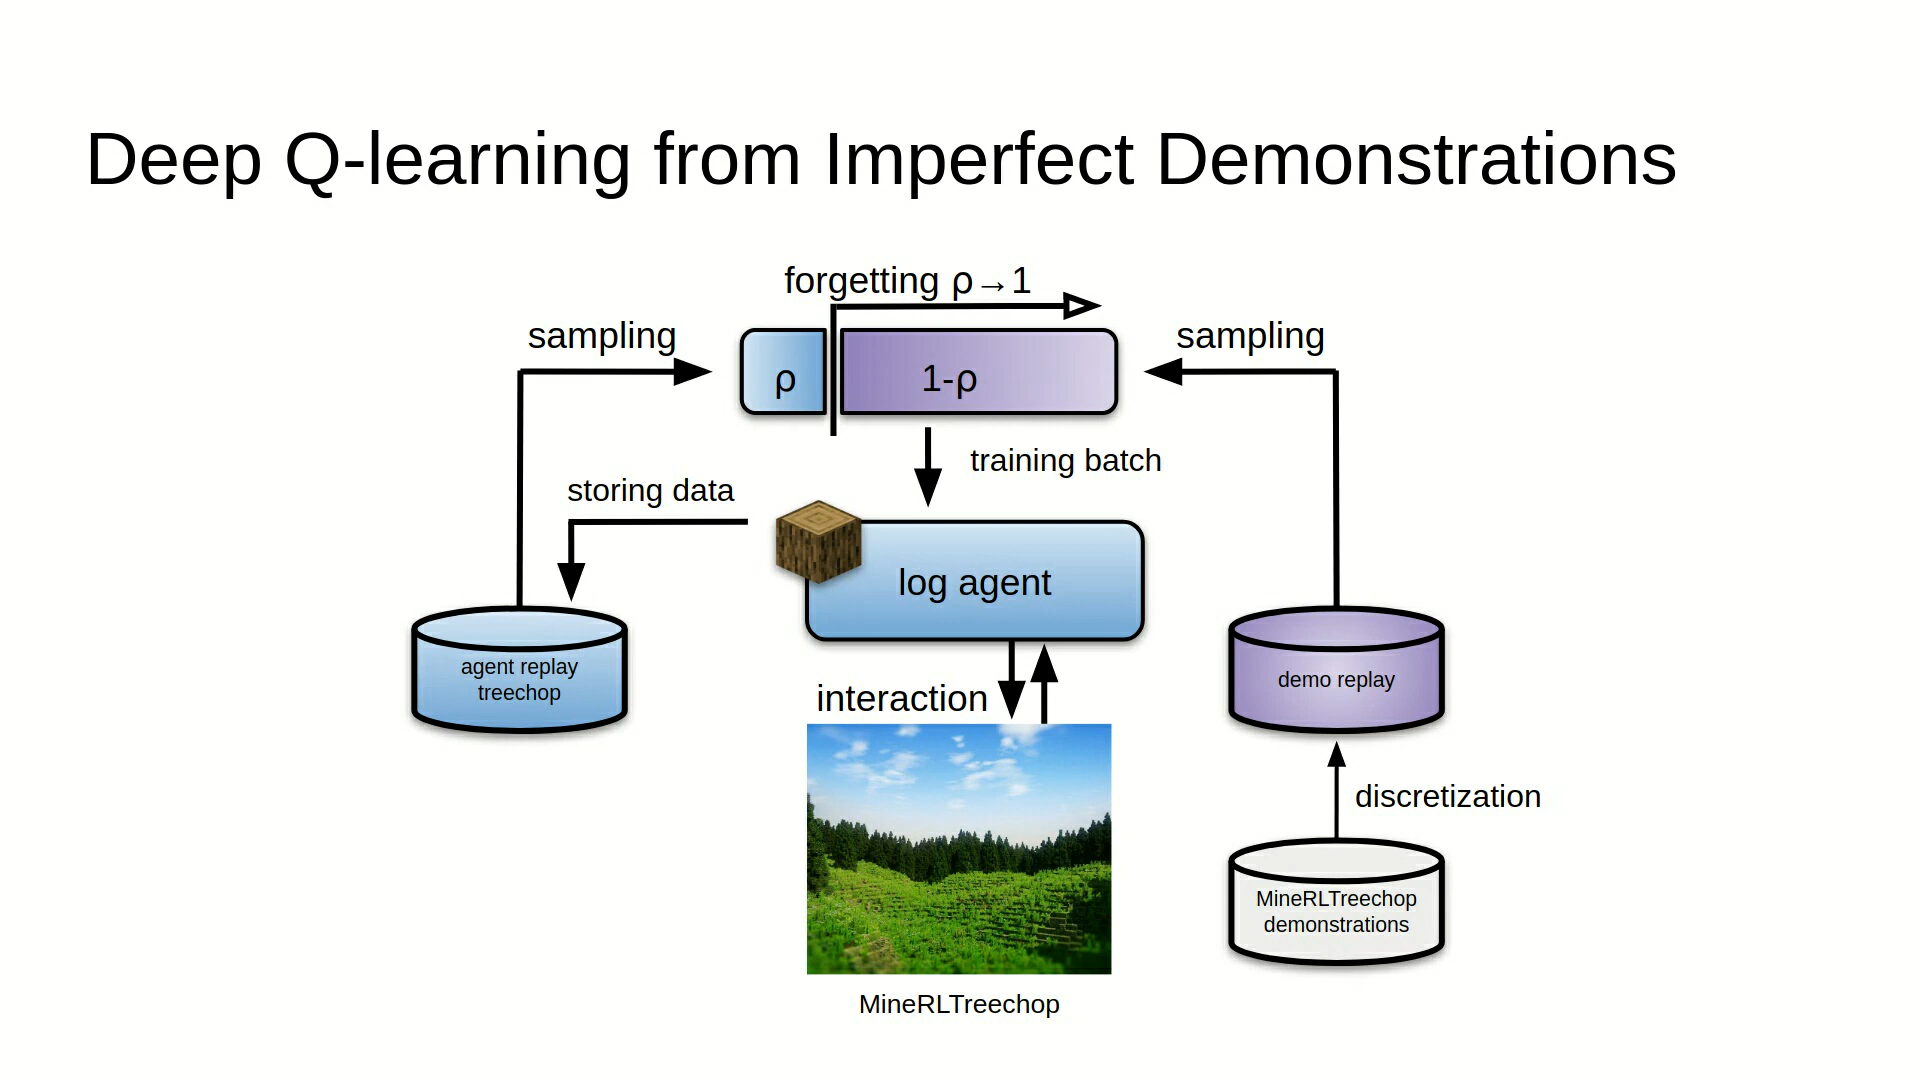 Deep Q-learning from Imperfect Demonstrations
forgetting ρ→1
sampling
sampling
ρ
1-ρ
training batch
storing data
log agent
agent replay
treechop
demo replay
interaction
discretization
MineRLTreechop
demonstrations
MineRLTreechop